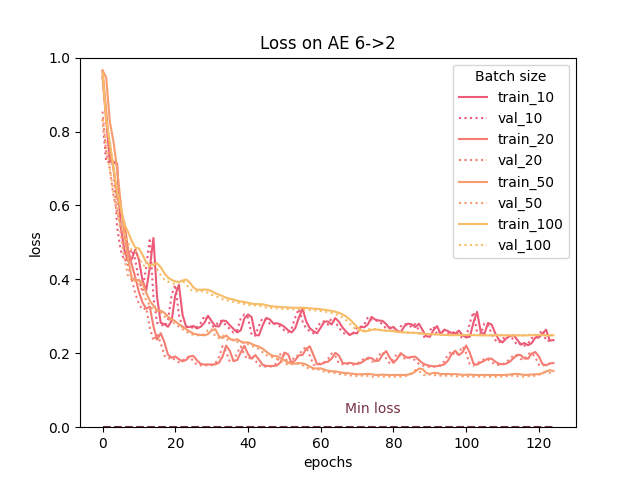 Loss on AE 6->2
1.0
0.8
0.6
0.4
0.2
0.0
loss
0 20 40 60 80 100 120
epochs
Batch size
train_10
val_10
train_20
val_20
train_50
val_50
train_100
val_100
Min loss